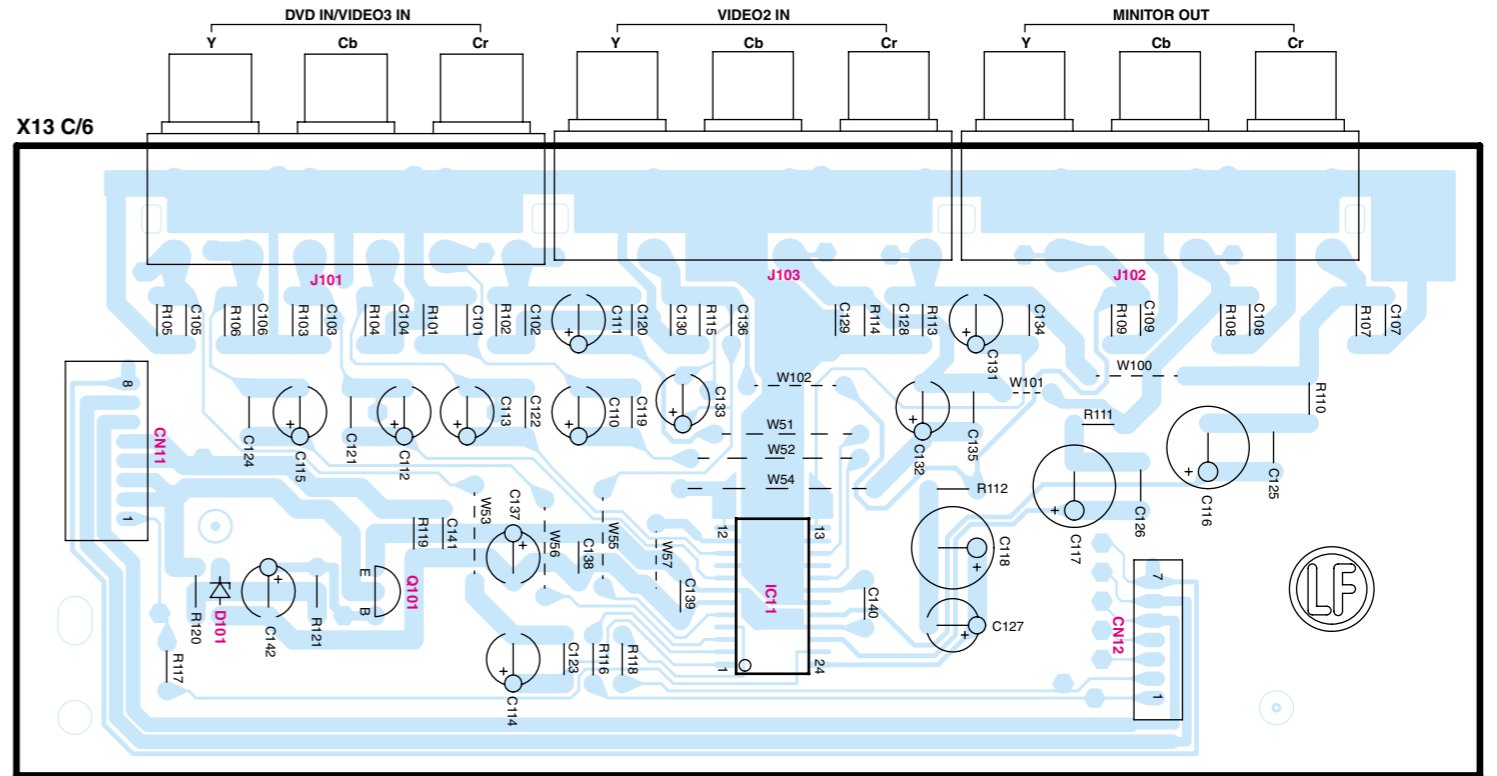 DVD IN/VIDEO3 IN VIDEO2 IN MINITOR OUT
Y Cb Cr Y Cb Cr Y Cb Cr
X13 C/6
J101 J103 J102
R105 C105 R106 C106 R103 C103 R104 C104 R101 C101 R102 C102 + C111 C120 C130 R115 C136 C129 R114 C128 R113 + C131 C134 R109 C109 R108 C108 R107 C107
W102 W101 W100
8 CN11 1
C124 + C115 C121 + C112 + C113 C122 + C110 C119 + C133 + C132 C135 R111 R110
W51
W52
W54
R112 + C117 C126 + C116 C125
R119 C141 W53 C137 + W56 C138 W55 W57 C139
12 13
IC11
1 24
C140 + C118
+ C127
R120 D101 + C142 R121 E B Q101
R117
+ C114 C123 R116 R118
7 CN12 1
LF